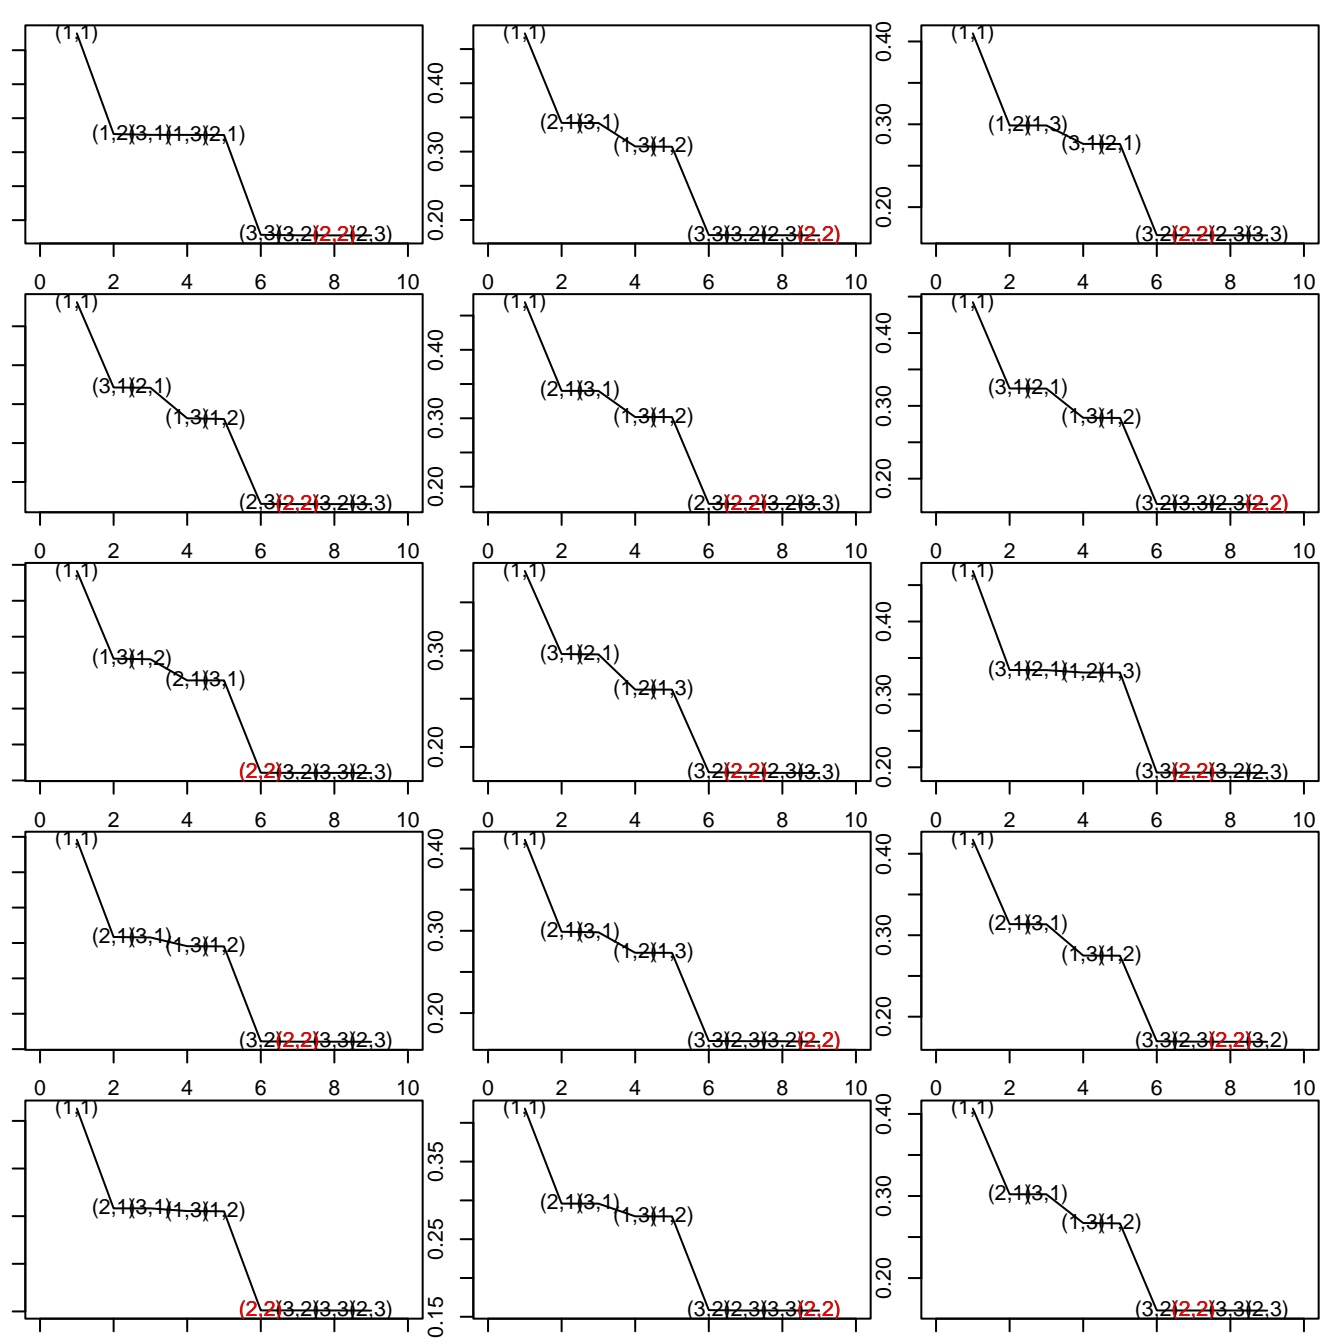 (1,1) (1,1) (1,1)
0.40 0.40
(1,2)(3,1)(1,3)(2,1) (2,1)(3,1) (1,2)(1,3)
0.30 (1,3)(1,2) 0.30 (3,1)(2,1)
0.20 0.20
(3,3)(3,2)(2,2)(2,3) (3,3)(3,2)(2,3)(2,2) (3,2)(2,2)(2,3)(3,3)
0 2 4 6 8 10 0 2 4 6 8 10 0 2 4 6 8 10
(1,1) (1,1) (1,1)
0.40 0.40
(3,1)(2,1) (2,1)(3,1) (3,1)(2,1)
(1,3)(1,2) 0.30 (1,3)(1,2) 0.30 (1,3)(1,2)
0.20 0.20
(2,3)(2,2)(3,2)(3,3) (2,3)(2,2)(3,2)(3,3) (3,2)(3,3)(2,3)(2,2)
0 2 4 6 8 10 0 2 4 6 8 10 0 2 4 6 8 10
(1,1) (1,1) (1,1)
0.30 0.40
(1,3)(1,2) (3,1)(2,1) (3,1)(2,1)(1,2)(1,3)
(2,1)(3,1) (1,2)(1,3) 0.30
0.20 0.20
(2,2)(3,2)(3,3)(2,3) (3,2)(2,2)(2,3)(3,3) (3,3)(2,2)(3,2)(2,3)
0 2 4 6 8 10 0 2 4 6 8 10 0 2 4 6 8 10
(1,1) (1,1) (1,1)
0.40 0.40
(2,1)(3,1)(1,3)(1,2) (2,1)(3,1) (2,1)(3,1)
0.30 (1,2)(1,3) 0.30 (1,3)(1,2)
0.20 0.20
(3,2)(2,2)(3,3)(2,3) (3,3)(2,3)(3,2)(2,2) (3,3)(2,3)(2,2)(3,2)
0 2 4 6 8 10 0 2 4 6 8 10 0 2 4 6 8 10
(1,1) (1,1) (1,1)
0.35 0.40
(2,1)(3,1)(1,3)(1,2) (2,1)(3,1)(1,3)(1,2) (2,1)(3,1)
0.25 0.30 (1,3)(1,2)
0.15 0.20
(2,2)(3,2)(3,3)(2,3) (3,2)(2,3)(3,3)(2,2) (3,2)(2,2)(3,3)(2,3)